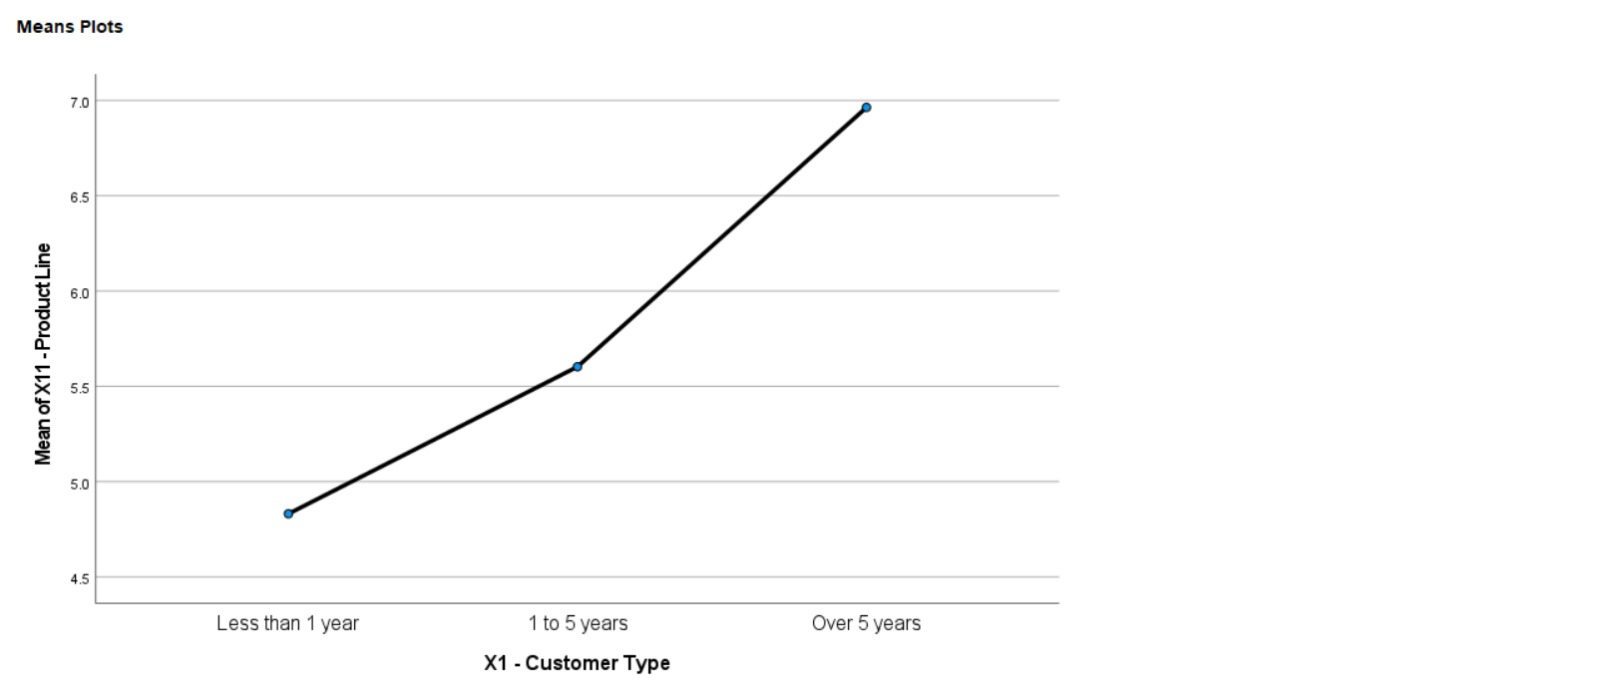 Means Plots
7.0
6.5
6.0
5.5
5.0
4.5
Mean of X11 - Product Line
Less than 1 year
1 to 5 years
Over 5 years
X1 - Customer Type